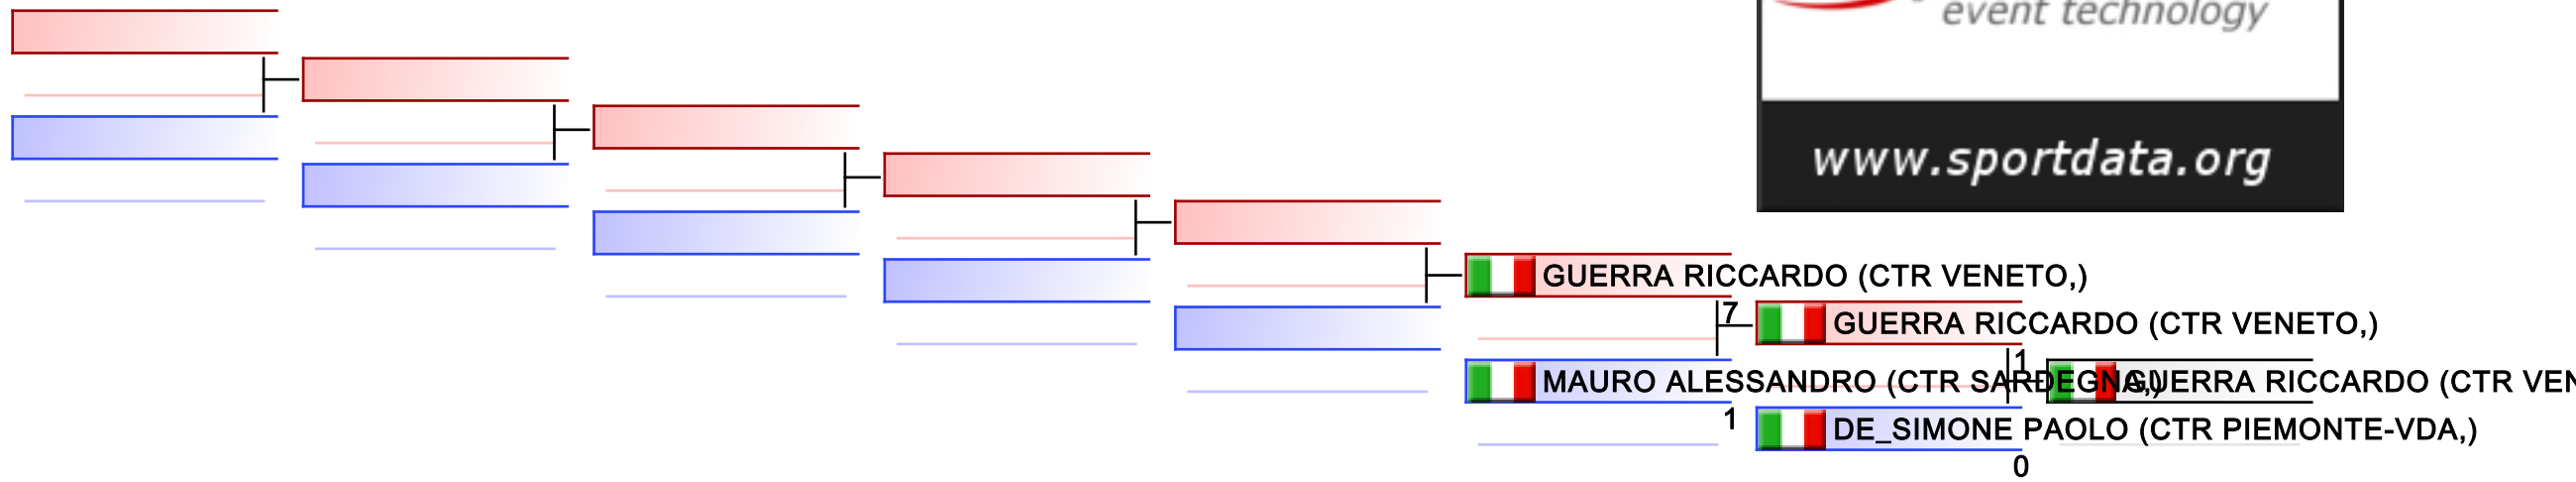 event technology
www.sportdata.org
GUERRA RICCARDO (CTR VENETO,)
7
GUERRA RICCARDO (CTR VENETO,)
1
MAURO ALESSANDRO (CTR SARDEGNA,)
GUERRA RICCARDO (CTR VEN
1
DE_SIMONE PAOLO (CTR PIEMONTE-VDA,)
0